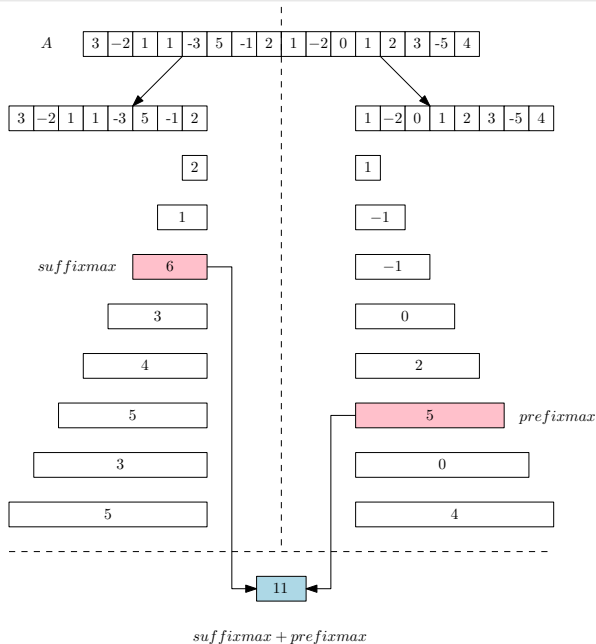 A 3 −2 1 1 -3 5 -1 2 1 −2 0 1 2 3 -5 4
3 −2 1 1 -3 5 -1 2 1 −2 0 1 2 3 -5 4
2 1
1 −1
suffixmax 6 −1
3 0
4 2
5 5 prefixmax
3 0
5 4
11
suffixmax + prefixmax